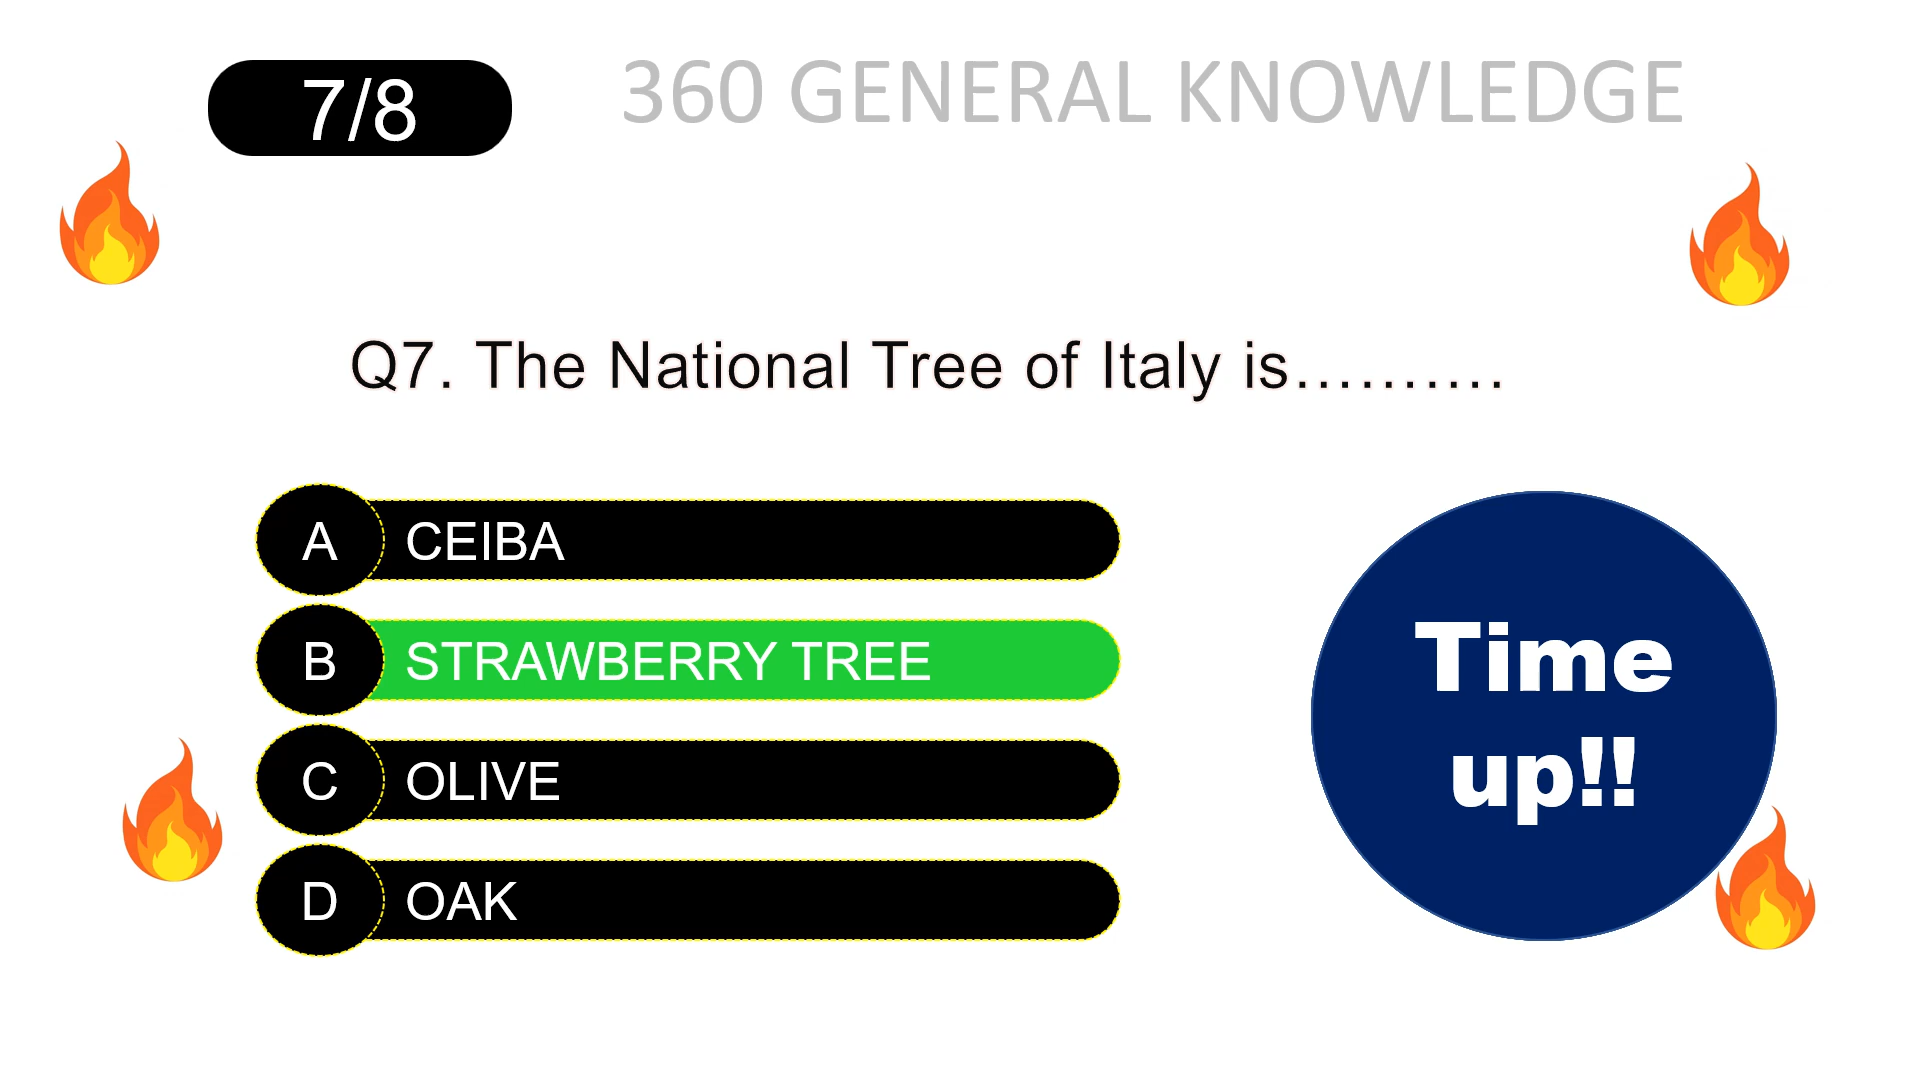 7/8
360 GENERAL KNOWLEDGE
Q7. The National Tree of Italy is..........
A CEIBA
B STRAWBERRY TREE
C OLIVE
D OAK
Time
up!!